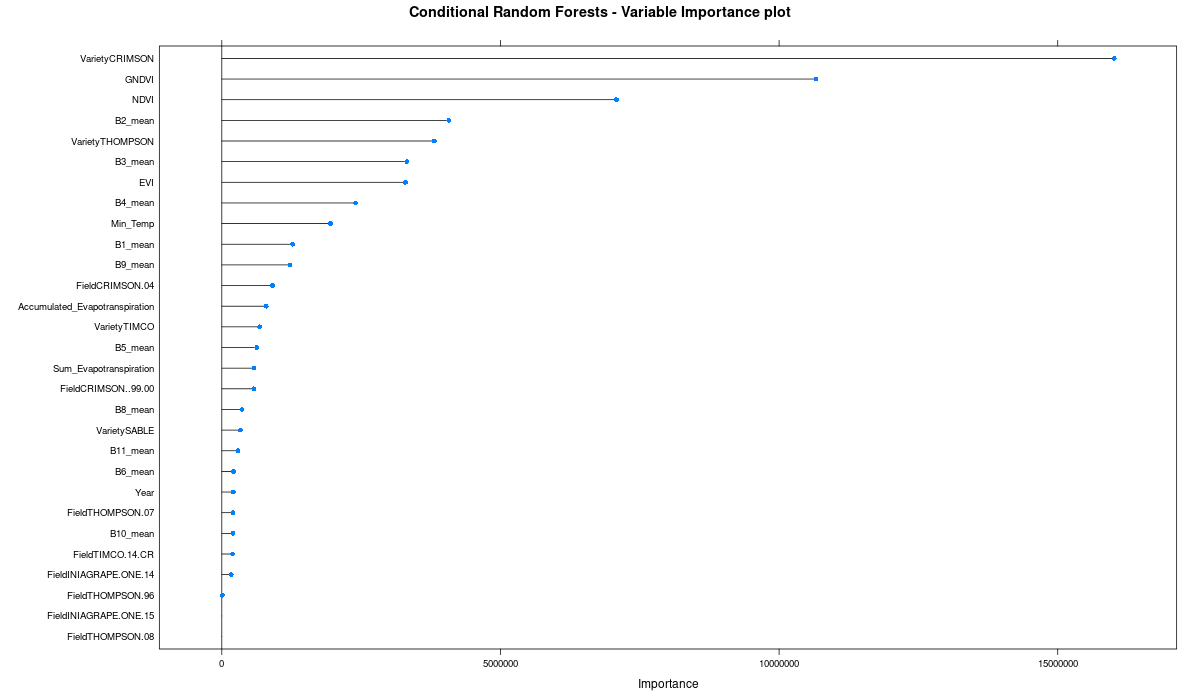 Conditional Random Forests - Variable Importance plot
VarietyCRIMSON
GNDVI
NDVI
B2_mean
VarietyTHOMPSON
B3_mean
EVI
B4_mean
Min_Temp
B1_mean
B9_mean
FieldCRIMSON.04
Accumulated_Evapotranspiration
VarietyTIMCO
B5_mean
Sum_Evapotranspiration
FieldCRIMSON..99.00
B8_mean
VarietySABLE
B11_mean
B6_mean
Year
FieldTHOMPSON.07
B10_mean
FieldTIMCO.14.CR
FieldINIAGRAPE.ONE.14
FieldTHOMPSON.96
FieldINIAGRAPE.ONE.15
FieldTHOMPSON.08
0 5000000 10000000 15000000
Importance